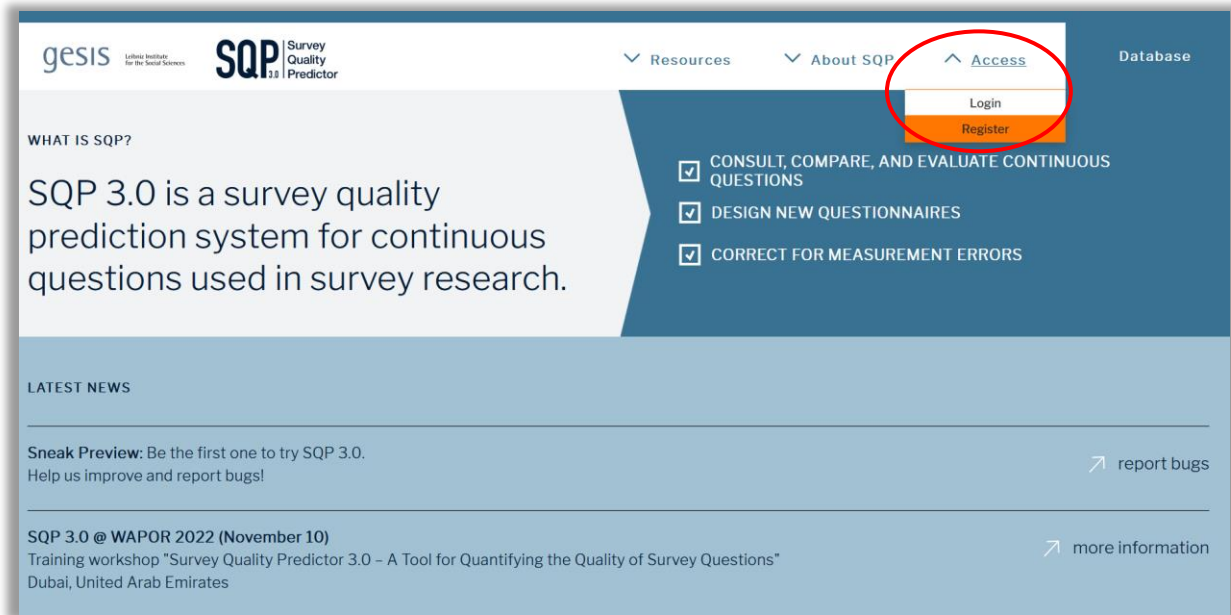 gesis Leibniz Institute
for the Social Sciences
SQP 3.0 Survey
Quality
Predictor
Resources
About SQP
Access
Database
Login
Register
WHAT IS SQP?
SQP 3.0 is a survey quality
prediction system for continuous
questions used in survey research.
CONSULT, COMPARE, AND EVALUATE CONTINUOUS
QUESTIONS
DESIGN NEW QUESTIONNAIRES
CORRECT FOR MEASUREMENT ERRORS
LATEST NEWS
Sneak Preview: Be the first one to try SQP 3.0.
Help us improve and report bugs!
report bugs
SQP 3.0 @ WAPOR 2022 (November 10)
Training workshop "Survey Quality Predictor 3.0 – A Tool for Quantifying the Quality of Survey Questions"
Dubai, United Arab Emirates
more information